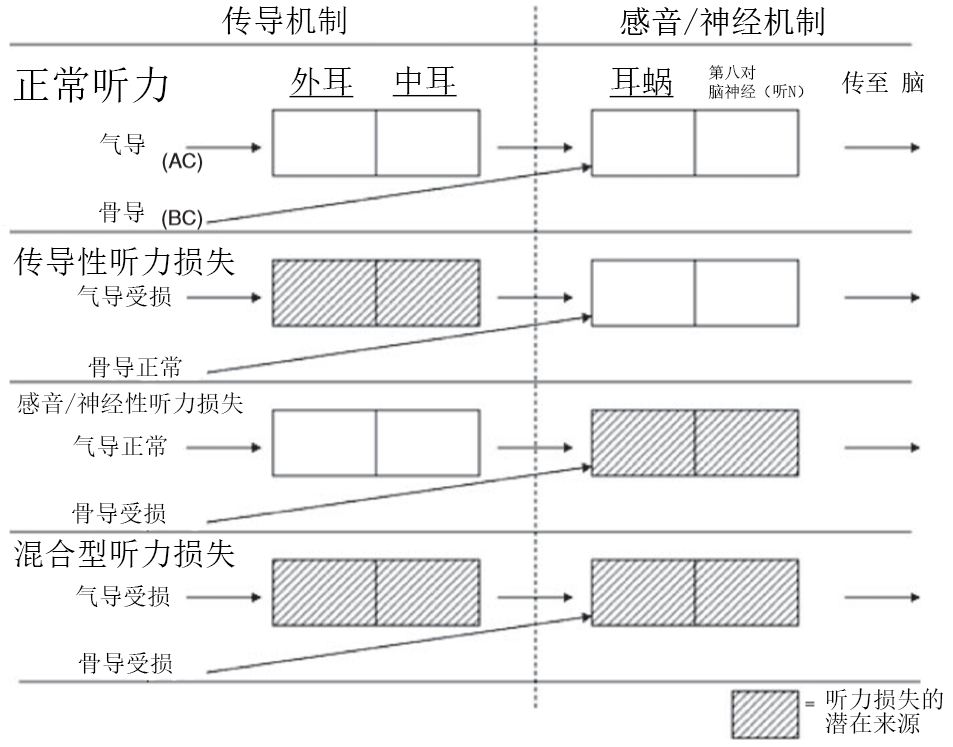 传导机制
感音/神经机制
正常听力
外耳
中耳
耳蜗
第八对
脑神经（听N）
传至 脑
气导
(AC)
骨导
(BC)
传导性听力损失
气导受损
骨导正常
感音/神经性听力损失
气导正常
骨导受损
混合型听力损失
气导受损
骨导受损
= 听力损失的
潜在来源